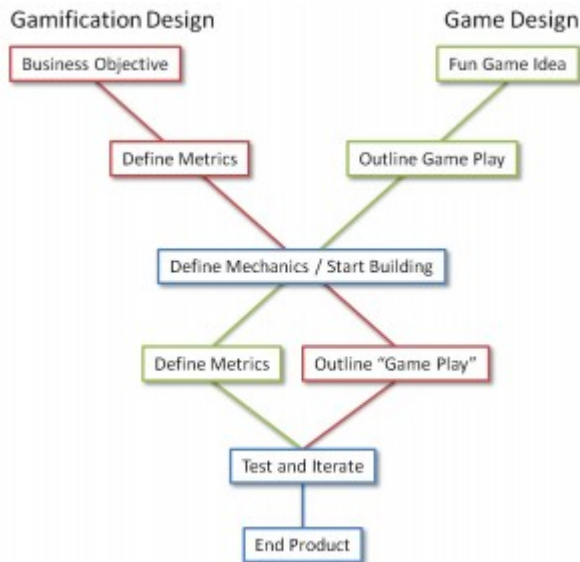 Gamification Design
Game Design
Business Objective
Fun Game Idea
Define Metrics
Outline Game Play
Define Mechanics / Start Building
Define Metrics
Outline “Game Play”
Test and Iterate
End Product